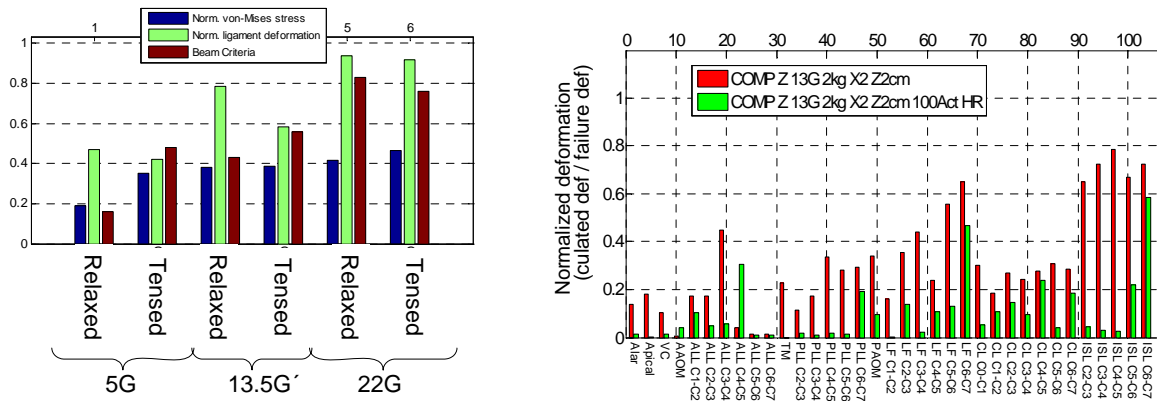 1 5 6
Norm. von-Mises stress
Norm. ligament deformation
Beam Criteria
1
0.8
0.6
0.4
0.2
0
Relaxed
Tensed
Relaxed
Tensed
Relaxed
Tensed
5G 13.5G´ 22G
0 10 20 30 40 50 60 70 80 90 100
COMP Z 13G 2kg X2 Z2cm
COMP Z 13G 2kg X2 Z2cm 100Act HR
Normalized deformation
(culated def / failure def)
1
0.8
0.6
0.4
0.2
0
Alar
Apical
VC
AAOM
ALL C1-C2
ALL C2-C3
ALL C3-C4
ALL C4-C5
ALL C5-C6
ALL C6-C7
TM
PLL C2-C3
PLL C3-C4
PLL C4-C5
PLL C5-C6
PLL C6-C7
PAOM
LF C1-C2
LF C2-C3
LF C3-C4
LF C4-C5
LF C5-C6
LF C6-C7
CL C0-C1
CL C1-C2
CL C2-C3
CL C3-C4
CL C4-C5
CL C5-C6
CL C6-C7
ISL C2-C3
ISL C3-C4
ISL C4-C5
ISL C5-C6
ISL C6-C7